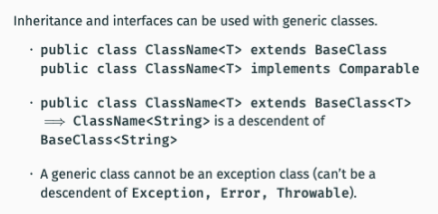 Inheritance and interfaces can be used with generic classes.
· public class ClassName<T> extends BaseClass
public class ClassName<T> implements Comparable
· public class ClassName<T> extends BaseClass<T>
⟹ ClassName<String> is a descendent of
BaseClass<String>
· A generic class cannot be an exception class (can't be a
descendent of Exception, Error, Throwable).